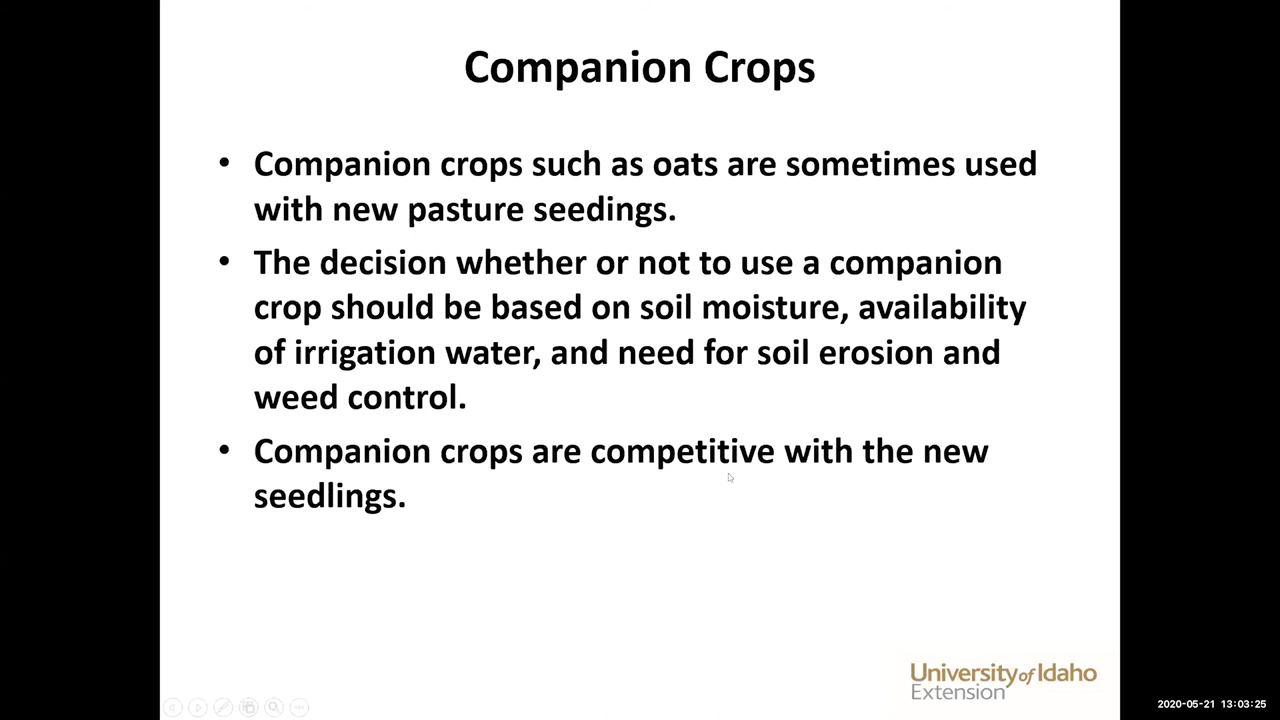 Companion Crops
• Companion crops such as oats are sometimes used
with new pasture seedings.
• The decision whether or not to use a companion
crop should be based on soil moisture, availability
of irrigation water, and need for soil erosion and
weed control.
• Companion crops are competitive with the new
seedlings.
University of Idaho
Extension
2020-05-21 13:03:25